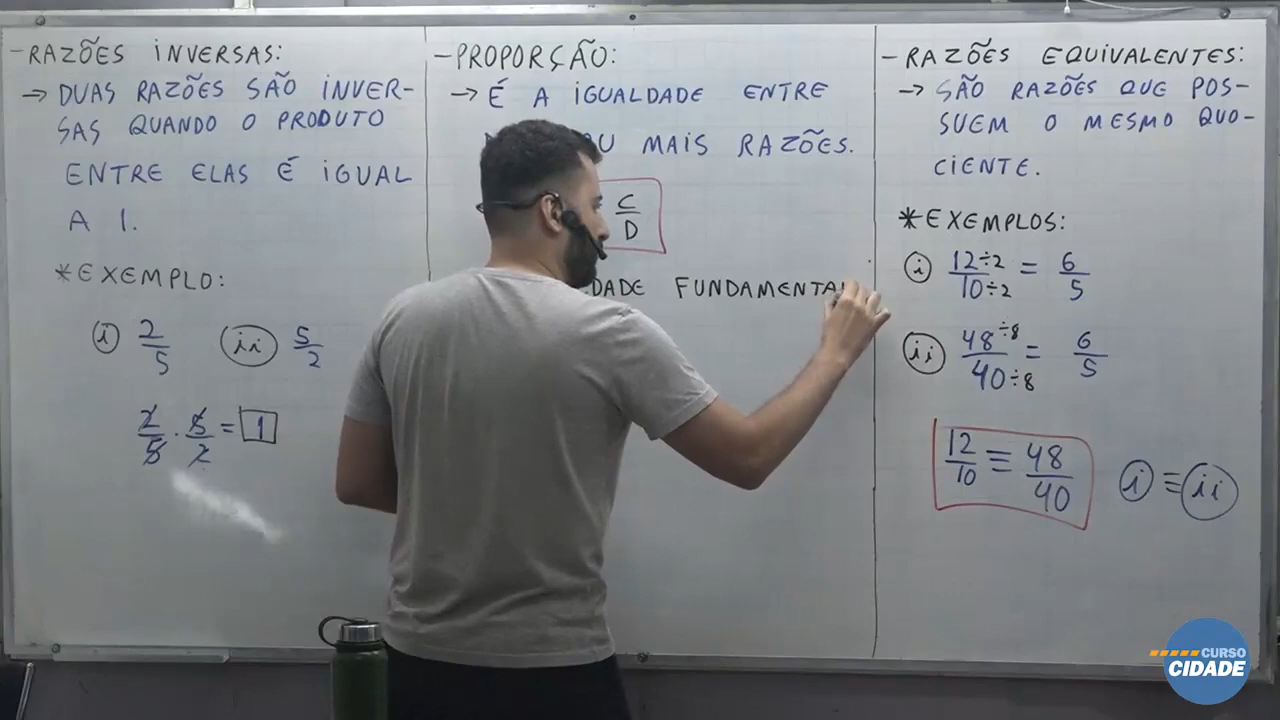 - RAZÕES INVERSAS:
→ DUAS RAZÕES SÃO INVER-
SAS QUANDO O PRODUTO
ENTRE ELAS É IGUAL
A 1.
*EXEMPLO:
i 2/5 ii 5/2
2/5 . 5/2 = 1
- PROPORÇÃO:
→ É A IGUALDADE ENTRE
OU MAIS RAZÕES.
C/D
DADE FUNDAMENTAL
- RAZÕES EQUIVALENTES:
→ SÃO RAZÕES QUE POS-
SUEM O MESMO QUO-
CIENTE.
*EXEMPLOS:
i 12÷2/10÷2 = 6/5
ii 48÷8/40÷8 = 6/5
12/10 ≡ 48/40 i ≡ ii
CURSO
CIDADE